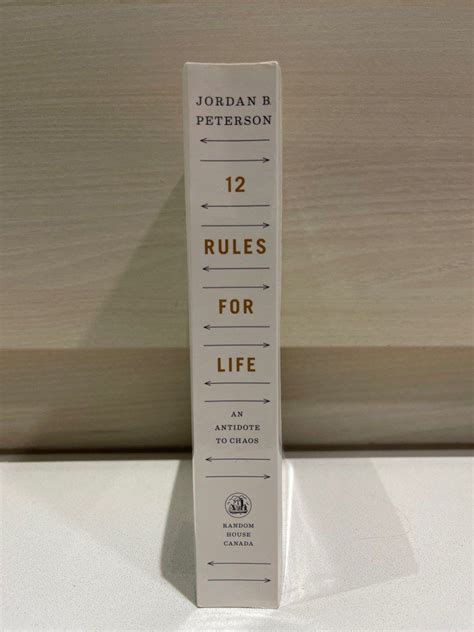 JORDAN B.
PETERSON
12
RULES
FOR
LIFE
AN
ANTIDOTE
TO CHAOS
RANDOM
HOUSE
CANADA